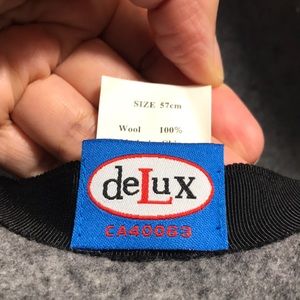 SIZE 57cm
Wool 100%
deLux
CA40063